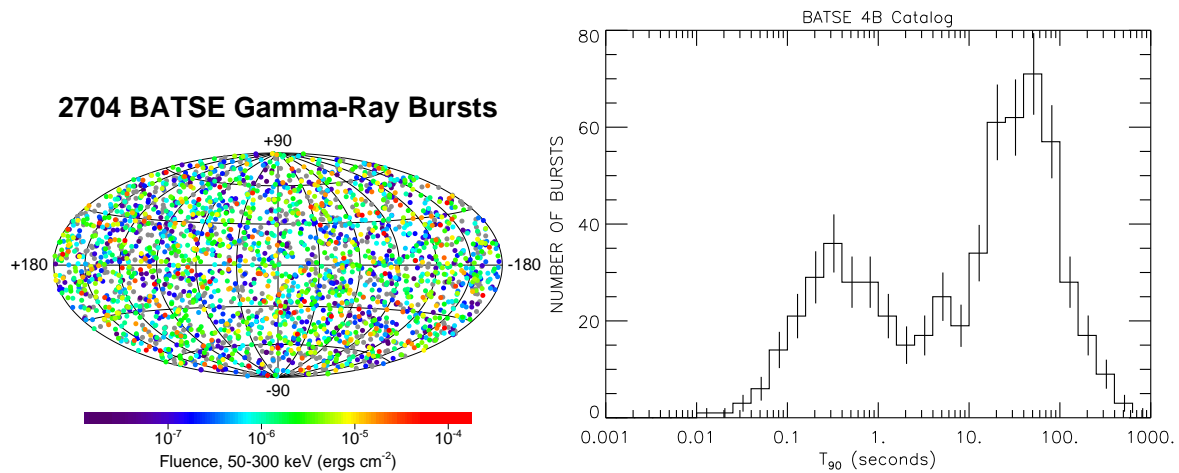 2704 BATSE Gamma-Ray Bursts
+90
+180
-180
-90
10-7 10-6 10-5 10-4
Fluence, 50-300 keV (ergs cm-2)
BATSE 4B Catalog
NUMBER OF BURSTS
80
60
40
20
0
0.001 0.01 0.1 1. 10. 100. 1000.
T90 (seconds)